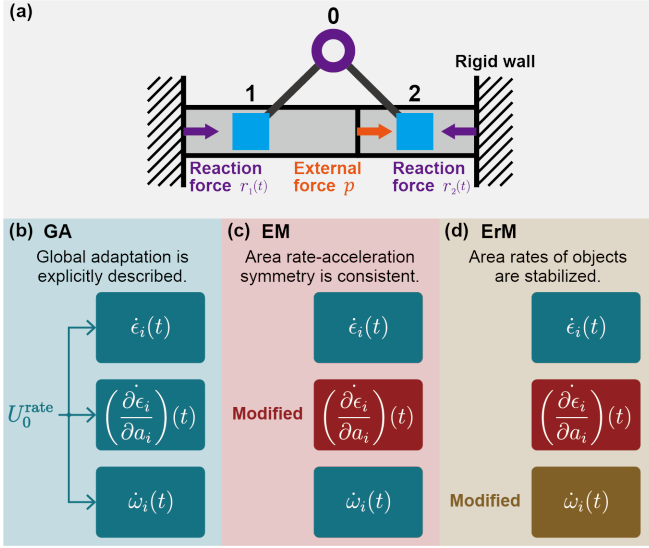 (a)
0
1
2
Rigid wall
Reaction
force r₁(t)
External
force p
Reaction
force r₂(t)
(b) GA
Global adaptation is
explicitly described.
U₀^rate
ϵ̇ᵢ(t)
(∂ϵ̇ᵢ/∂aᵢ)(t)
ω̇ᵢ(t)
(c) EM
Area rate-acceleration
symmetry is consistent.
ϵ̇ᵢ(t)
Modified
(∂ϵ̇ᵢ/∂aᵢ)(t)
ω̇ᵢ(t)
(d) ErM
Area rates of objects
are stabilized.
ϵ̇ᵢ(t)
(∂ϵ̇ᵢ/∂aᵢ)(t)
Modified
ω̇ᵢ(t)